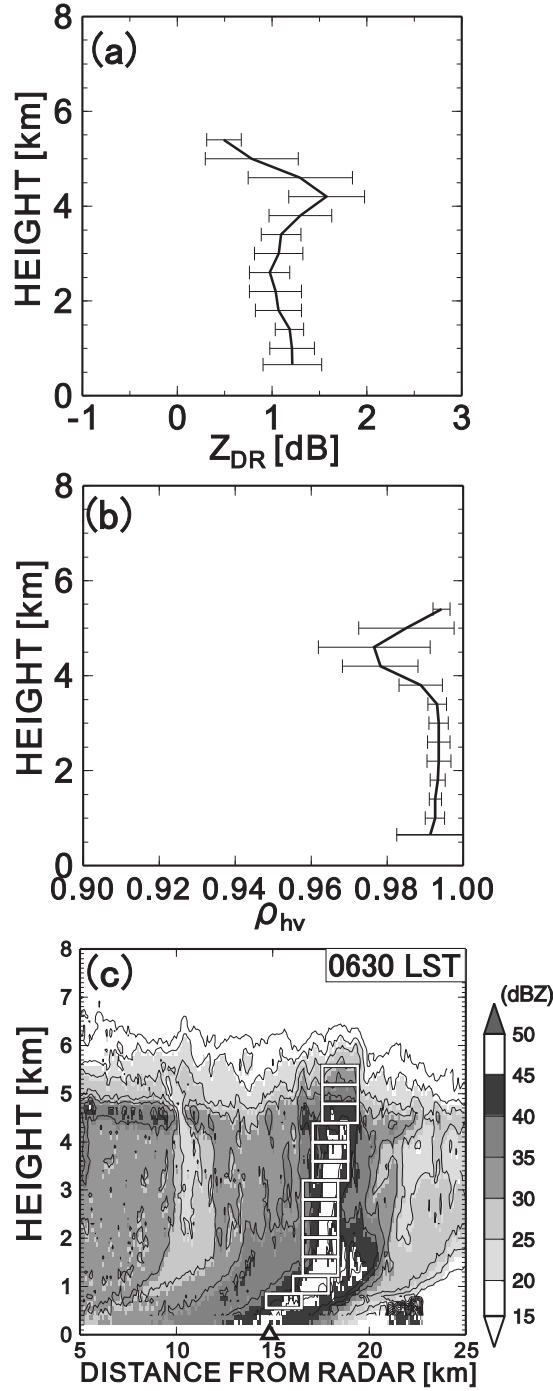 (a)
HEIGHT [km]
8
6
4
2
0
-1 0 1 2 3
Z_DR [dB]
(b)
HEIGHT [km]
8
6
4
2
0
0.90 0.92 0.94 0.96 0.98 1.00
ρ_hv
(c)
0630 LST
HEIGHT [km]
8
7
6
5
4
3
2
1
0
5 10 15 20 25
DISTANCE FROM RADAR [km]
(dBZ)
50
45
40
35
30
20
15